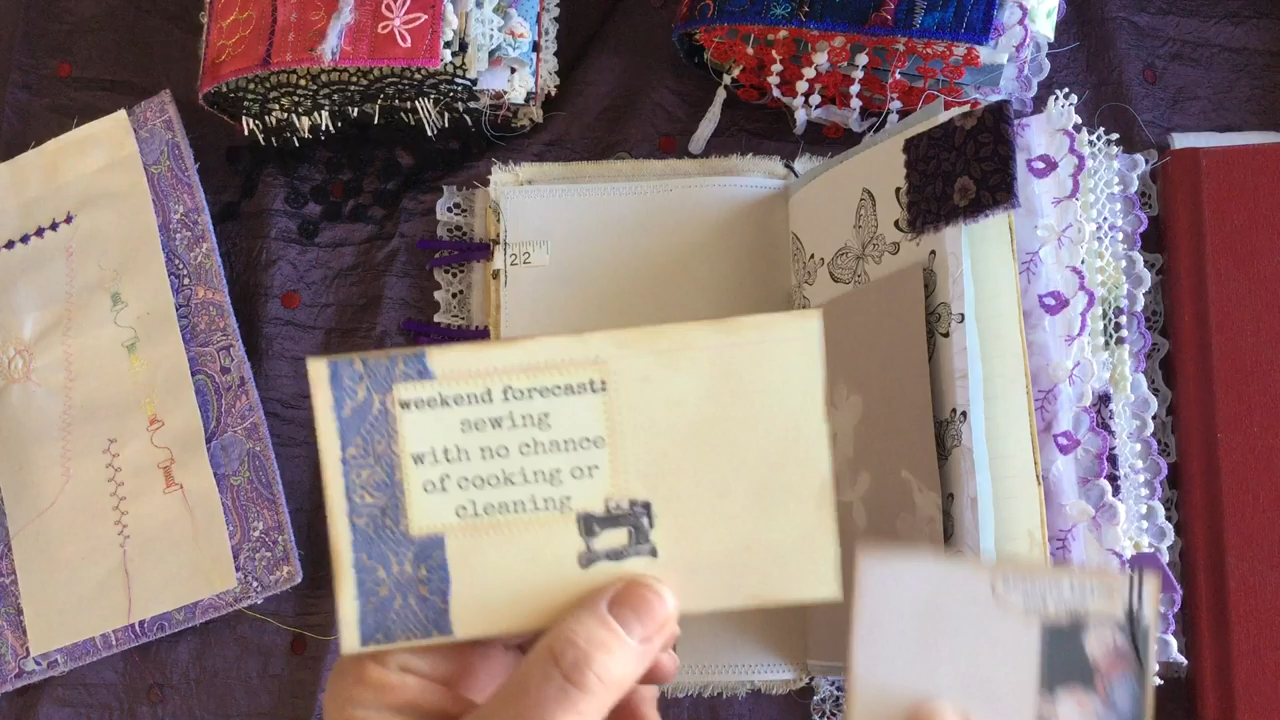 22
weekend forecast:
sewing
with no chance
of cooking or
cleaning